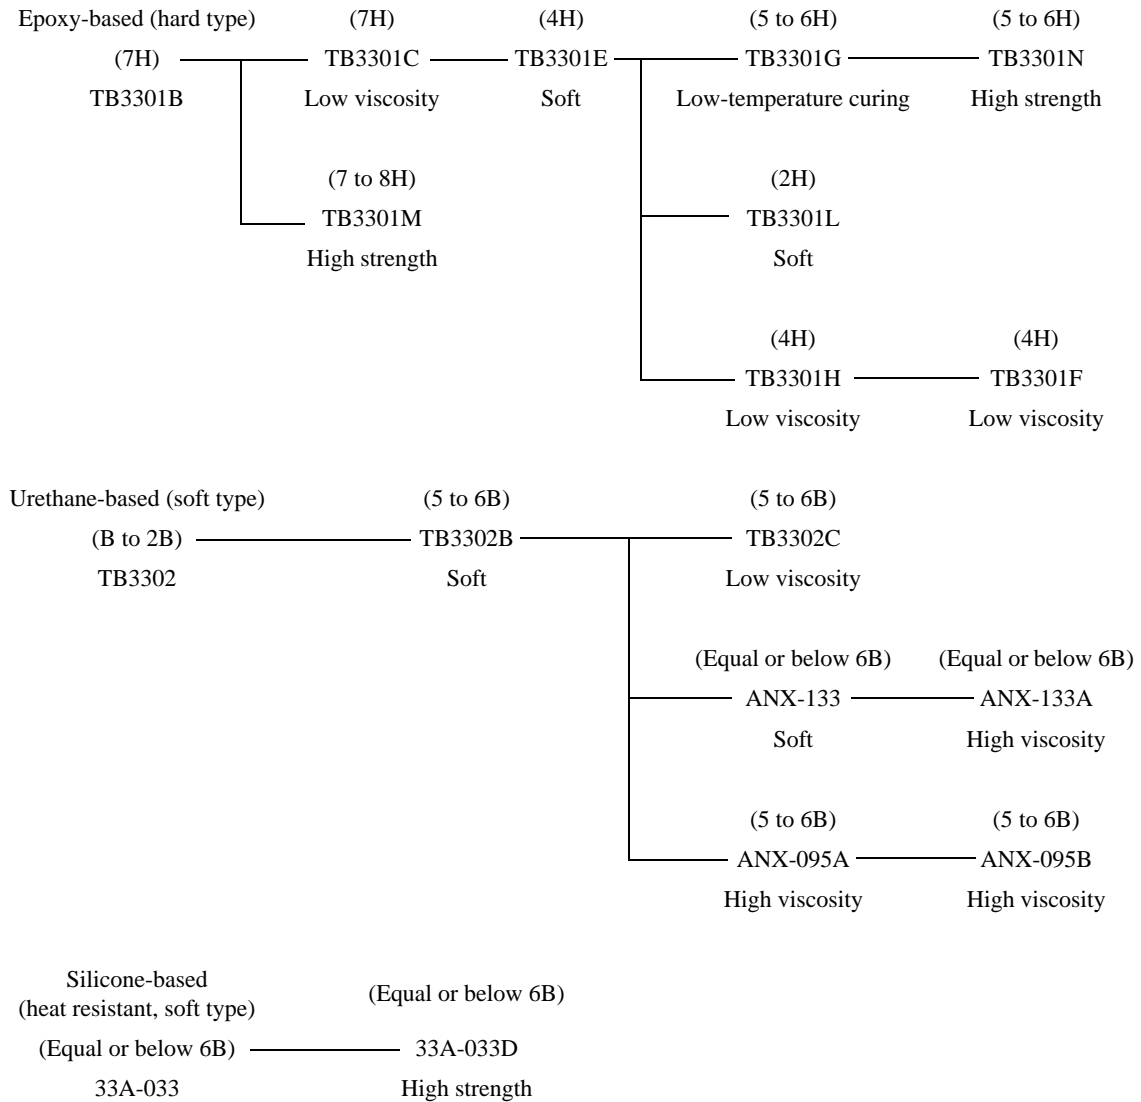 Epoxy-based (hard type)
(7H)
TB3301B
(7H)
TB3301C
Low viscosity
(4H)
TB3301E
Soft
(5 to 6H)
TB3301G
Low-temperature curing
(5 to 6H)
TB3301N
High strength
(7 to 8H)
TB3301M
High strength
(2H)
TB3301L
Soft
(4H)
TB3301H
Low viscosity
(4H)
TB3301F
Low viscosity
Urethane-based (soft type)
(B to 2B)
TB3302
(5 to 6B)
TB3302B
Soft
(5 to 6B)
TB3302C
Low viscosity
(Equal or below 6B)
ANX-133
Soft
(Equal or below 6B)
ANX-133A
High viscosity
(5 to 6B)
ANX-095A
High viscosity
(5 to 6B)
ANX-095B
High viscosity
Silicone-based
(heat resistant, soft type)
(Equal or below 6B)
33A-033
(Equal or below 6B)
33A-033D
High strength